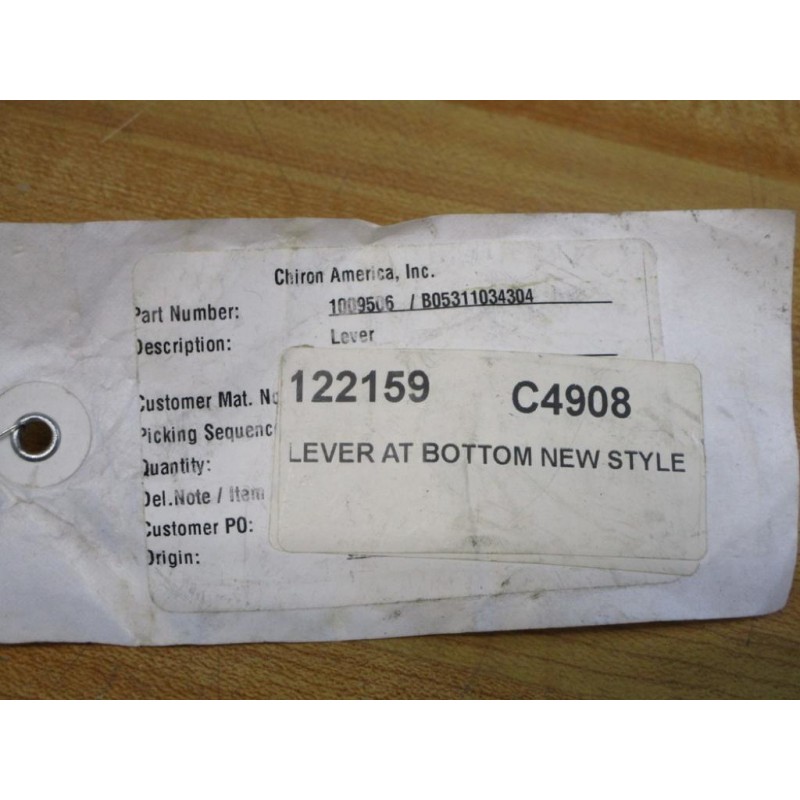 Chiron America, Inc.
Part Number: 1009506 / B05311034304
Description: Lever
Customer Mat. No
Picking Sequenc
Quantity:
Del.Note / Item
Customer PO:
Origin:
122159 C4908
LEVER AT BOTTOM NEW STYLE